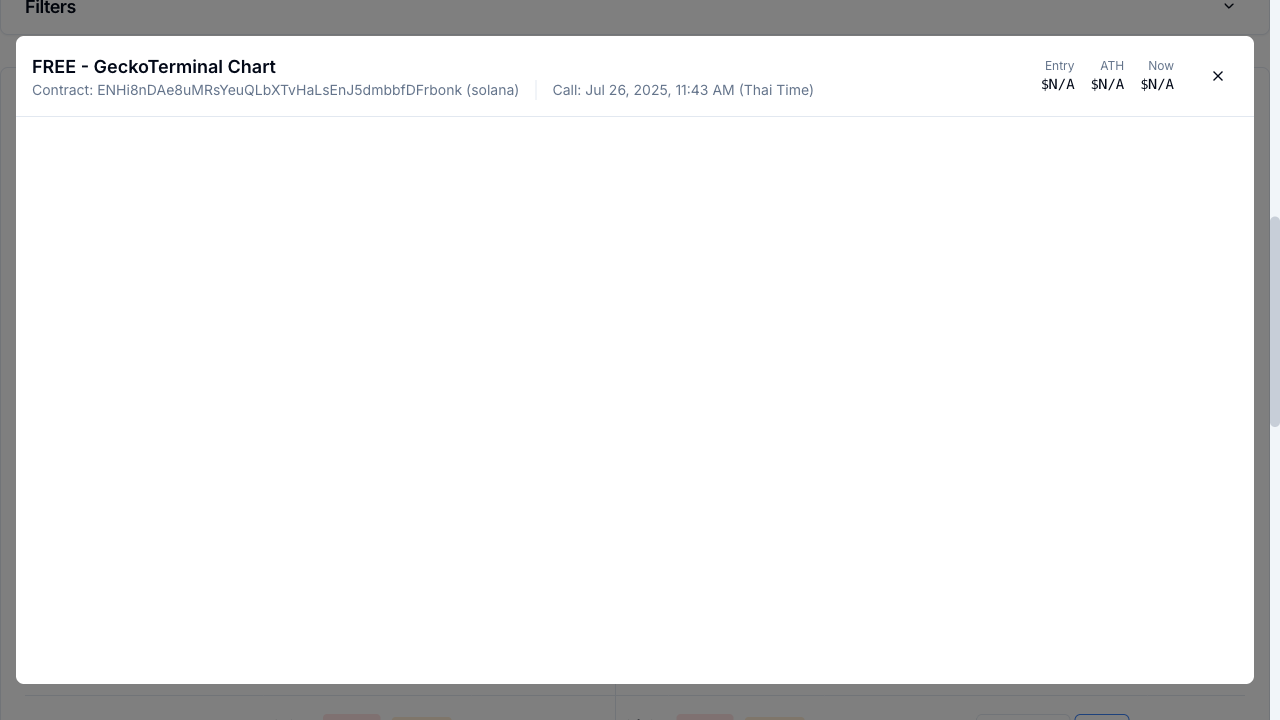 Filters
FREE - GeckoTerminal Chart
Contract: ENHi8nDAe8uMRsYeuQLbXTvHaLsEnJ5dmbbfDFrbonk (solana)
Call: Jul 26, 2025, 11:43 AM (Thai Time)
Entry
$N/A
ATH
$N/A
Now
$N/A